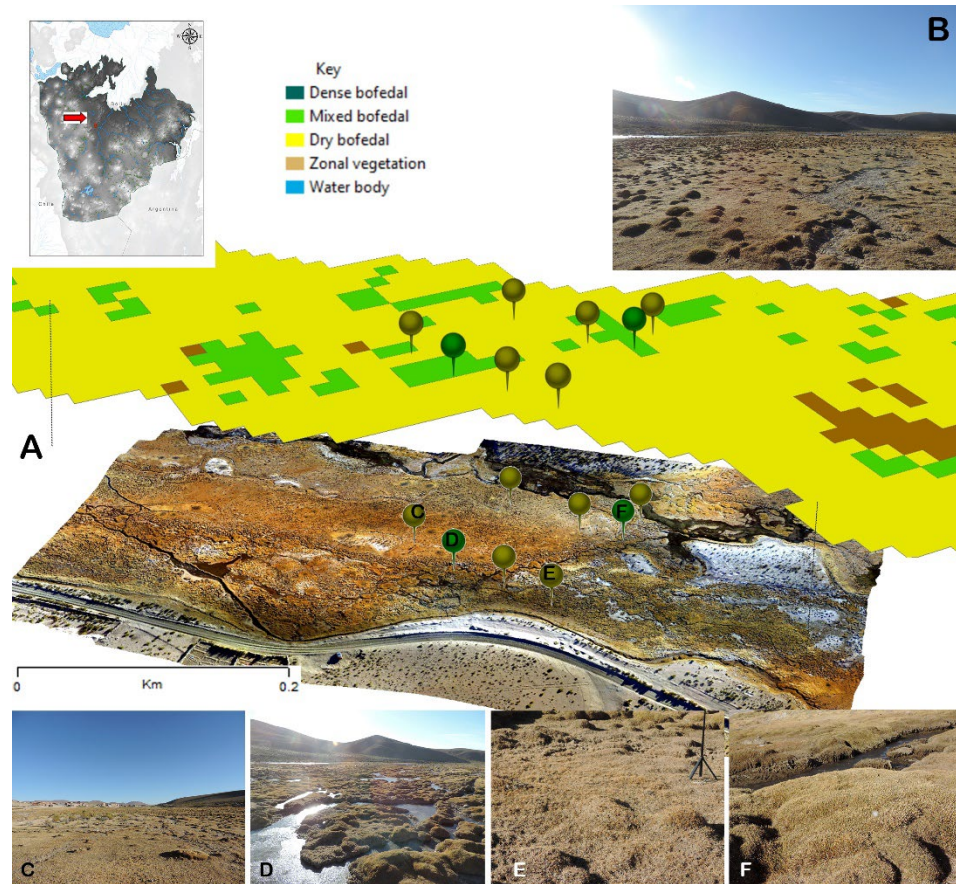 B
Key
Dense bofedal
Mixed bofedal
Dry bofedal
Zonal vegetation
Water body
Chile
Argentina
A
C
F
D
E
0
0.2
Km
C
D
E
F